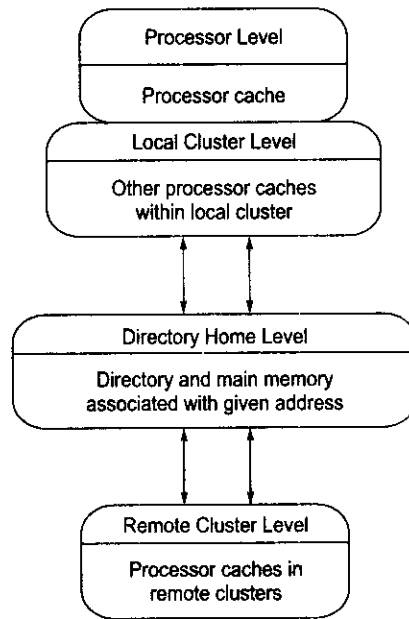 Processor Level
Processor cache
Local Cluster Level
Other processor caches
within local cluster
Directory Home Level
Directory and main memory
associated with given address
Remote Cluster Level
Processor caches in
remote clusters